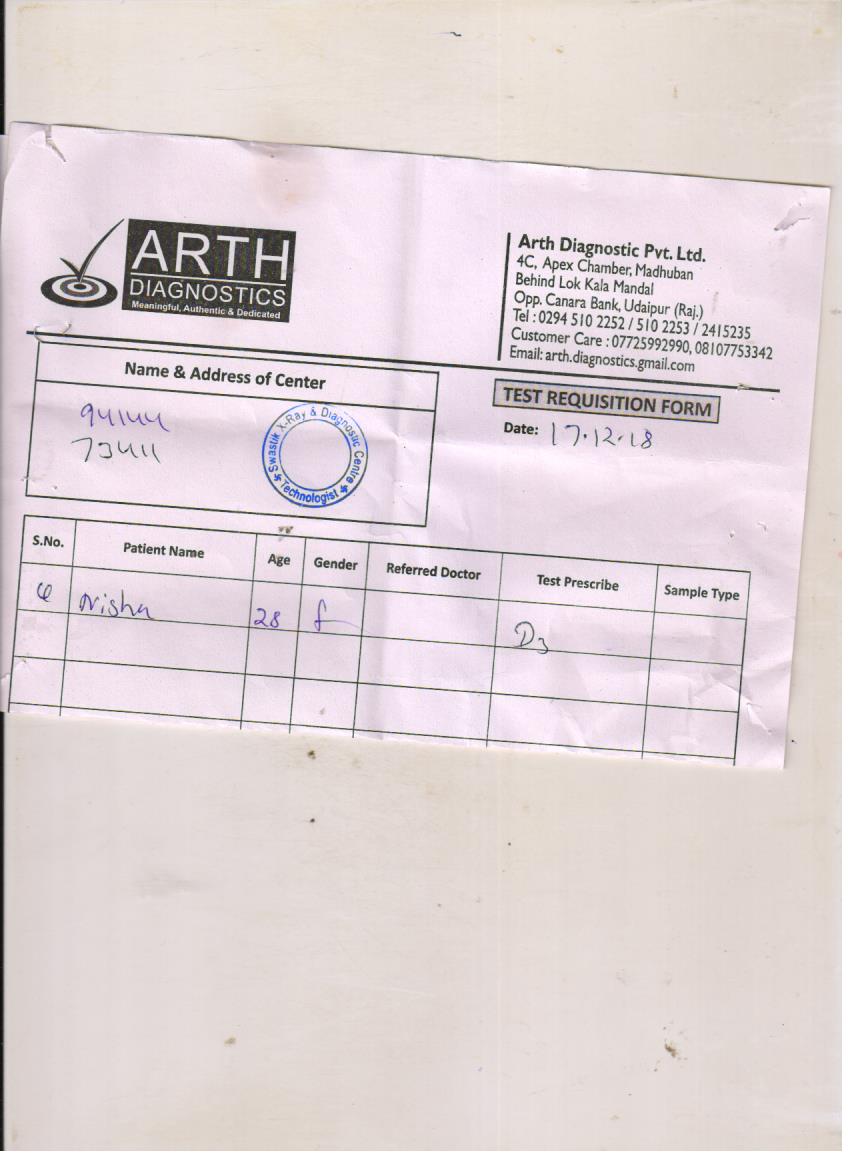 ARTH
DIAGNOSTICS
Meaningful, Authentic & Dedicated
Arth Diagnostic Pvt. Ltd.
4C, Apex Chamber, Madhuban
Behind Lok Kala Mandal
Opp. Canara Bank, Udaipur (Raj.)
Tel : 0294 510 2252 / 510 2253 / 2415235
Customer Care : 07725992990, 08107753342
Email: arth.diagnostics.gmail.com
Name & Address of Center
94144
73411
Swastik X-Ray & Diagnostic Centre
Technologist
TEST REQUISITION FORM
Date: 17.12.18
S.No. Patient Name Age Gender Referred Doctor Test Prescribe Sample Type
Nisha 28 f D3